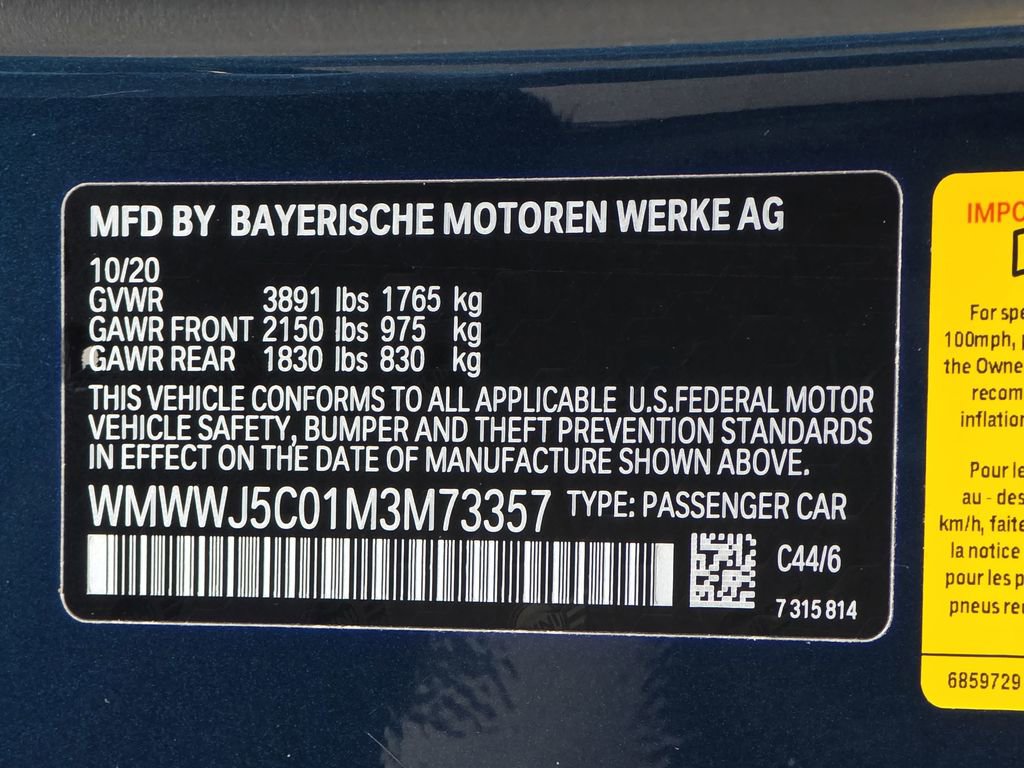 MFD BY BAYERISCHE MOTOREN WERKE AG
10/20
GVWR 3891 lbs 1765 kg
GAWR FRONT 2150 lbs 975 kg
GAWR REAR 1830 lbs 830 kg
THIS VEHICLE CONFORMS TO ALL APPLICABLE U.S.FEDERAL MOTOR
VEHICLE SAFETY, BUMPER AND THEFT PREVENTION STANDARDS
IN EFFECT ON THE DATE OF MANUFACTURE SHOWN ABOVE.
WMWWJ5C01M3M73357 TYPE: PASSENGER CAR
C44/6
7 315 814
IMPO
For spe
100mph, p
the Owne
recom
inflation
Pour le
au - des
km/h, faite
la notice
pour les p
pneus ren
6859729